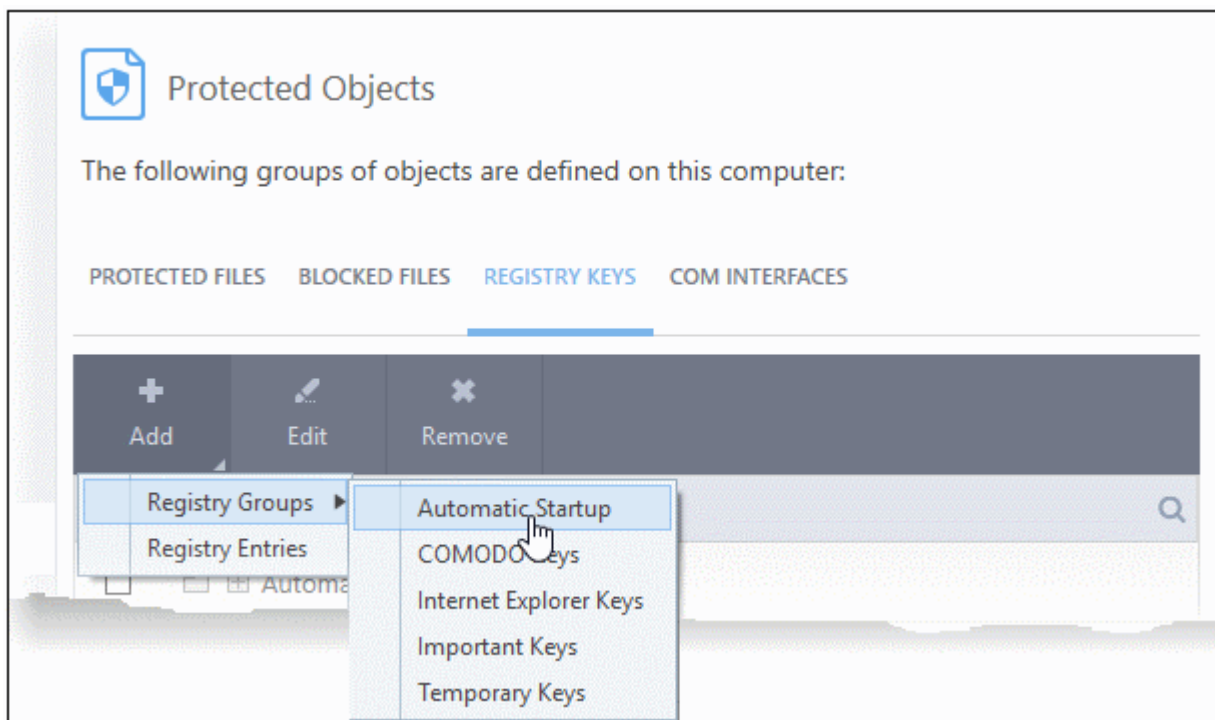 Protected Objects
The following groups of objects are defined on this computer:
PROTECTED FILES BLOCKED FILES REGISTRY KEYS COM INTERFACES
Add Edit Remove
Registry Groups Automatic Startup
Registry Entries COMODO Keys
Internet Explorer Keys
Important Keys
Temporary Keys